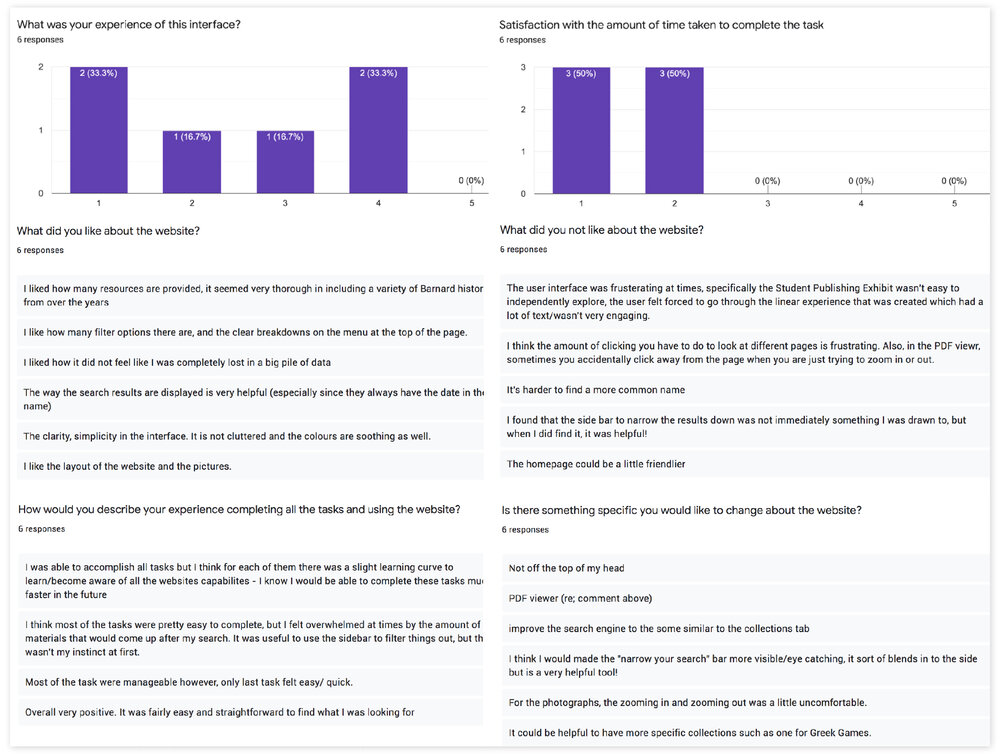 What was your experience of this interface?
6 responses
2
1
0
2 (33.3%)
1 (16.7%)
1 (16.7%)
2 (33.3%)
0 (0%)
1 2 3 4 5
Satisfaction with the amount of time taken to complete the task
6 responses
3
2
1
0
3 (50%)
3 (50%)
0 (0%)
0 (0%)
0 (0%)
1 2 3 4 5
What did you like about the website?
6 responses
I liked how many resources are provided, it seemed very thorough in including a variety of Barnard histor
from over the years
I like how many filter options there are, and the clear breakdowns on the menu at the top of the page.
I liked how it did not feel like I was completely lost in a big pile of data
The way the search results are displayed is very helpful (especially since they always have the date in the
name)
The clarity, simplicity in the interface. It is not cluttered and the colours are soothing as well.
I like the layout of the website and the pictures.
What did you not like about the website?
6 responses
The user interface was frusterating at times, specifically the Student Publishing Exhibit wasn't easy to
independently explore, the user felt forced to go through the linear experience that was created which had a
lot of text/wasn't very engaging.
I think the amount of clicking you have to do to look at different pages is frustrating. Also, in the PDF viewr,
sometimes you accidentally click away from the page when you are just trying to zoom in or out.
It's harder to find a more common name
I found that the side bar to narrow the results down was not immediately something I was drawn to, but
when I did find it, it was helpful!
The homepage could be a little friendlier
How would you describe your experience completing all the tasks and using the website?
6 responses
I was able to accomplish all tasks but I think for each of them there was a slight learning curve to
learn/become aware of all the websites capabilites - I know I would be able to complete these tasks muc
faster in the future
I think most of the tasks were pretty easy to complete, but I felt overwhelmed at times by the amount of
materials that would come up after my search. It was useful to use the sidebar to filter things out, but th
wasn't my instinct at first.
Most of the task were manageable however, only last task felt easy/ quick.
Overall very positive. It was fairly easy and straightforward to find what I was looking for
Is there something specific you would like to change about the website?
6 responses
Not off the top of my head
PDF viewer (re; comment above)
improve the search engine to the some similar to the collections tab
I think I would made the "narrow your search" bar more visible/eye catching, it sort of blends in to the side
but is a very helpful tool!
For the photographs, the zooming in and zooming out was a little uncomfortable.
It could be helpful to have more specific collections such as one for Greek Games.